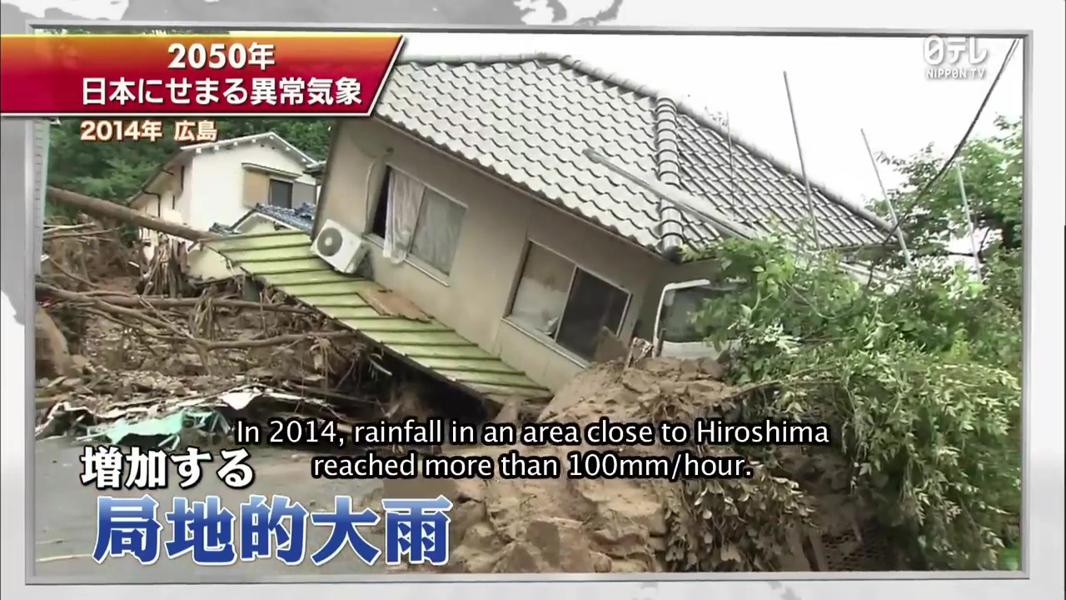 2050年
日本にせまる異常気象
2014年 広島
日テレ
NIPPON TV
In 2014, rainfall in an area close to Hiroshima
reached more than 100mm/hour.
増加する
局地的大雨